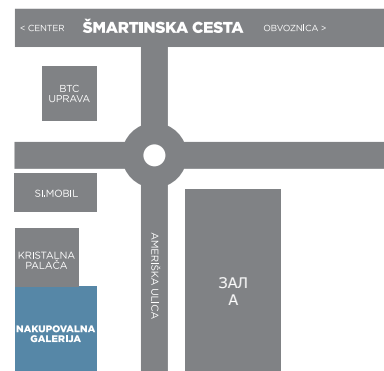 < CENTER ŠMARTINSKA CESTA OBVOZNICA >
BTC
UPRAVA
SI.MOBIL
KRISTALNA
PALAČA
AMERIŠKA ULICA
ЗАЛ
А
NAKUPOVALNA
GALERIJA